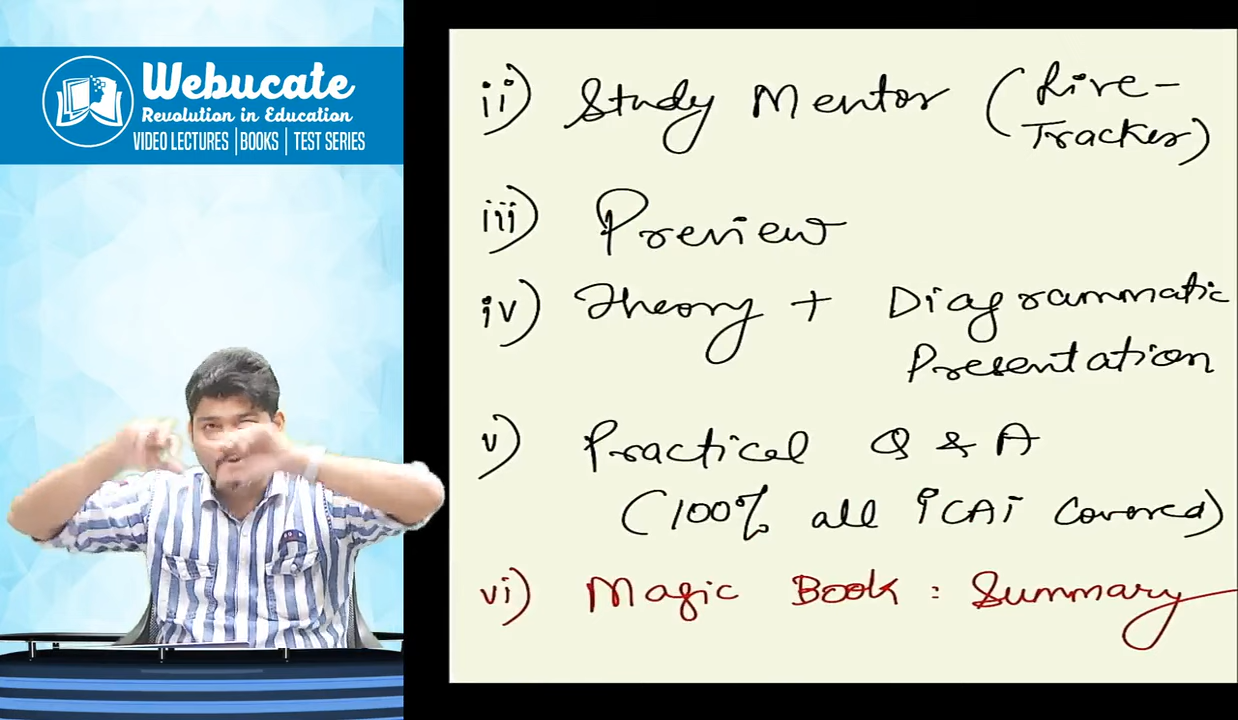 Webucate
Revolution in Education
VIDEO LECTURES | BOOKS | TEST SERIES
ii) Study Mentor (Live-
Tracker)
iii) Preview
iv) Theory + Diagrammatic
Presentation
v) Practical Q & A
(100% all ICAI Covered)
vi) Magic Book : Summary